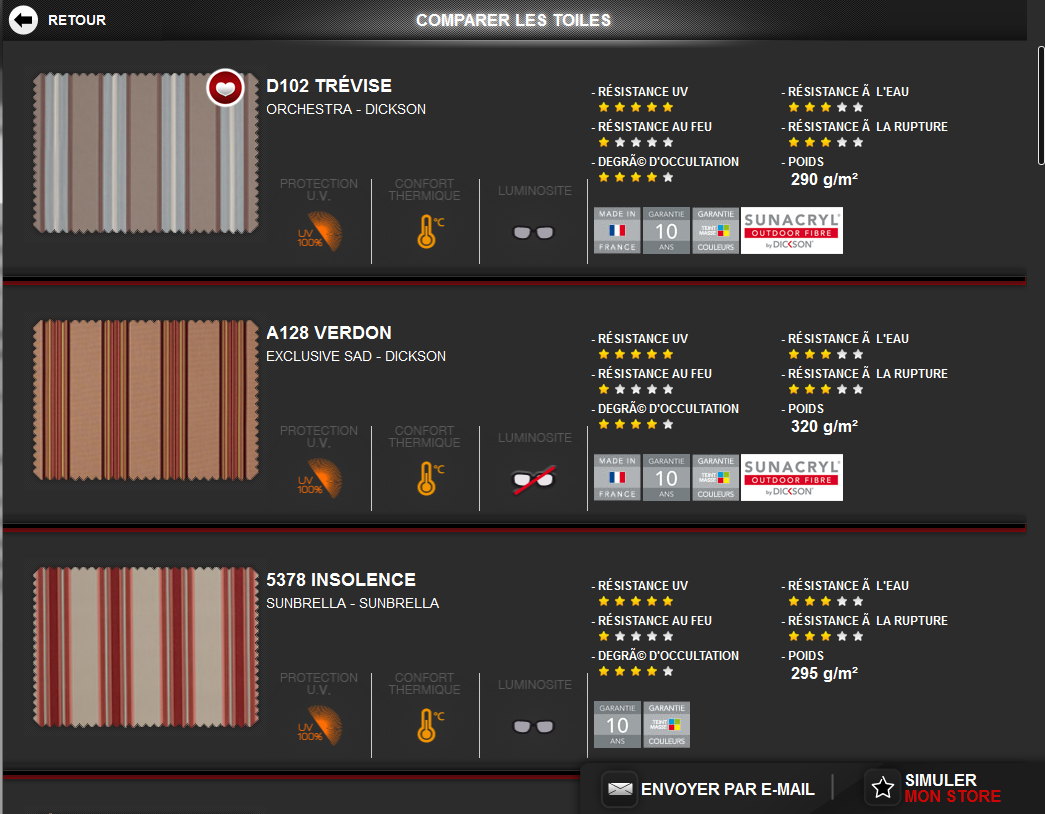 RETOUR
COMPARER LES TOILES
D102 TRÉVISE
ORCHESTRA - DICKSON
PROTECTION
U.V.
UV
100%
CONFORT
THERMIQUE
°C
LUMINOSITE
- RÉSISTANCE UV
- RÉSISTANCE Ã  L'EAU
- RÉSISTANCE AU FEU
- RÉSISTANCE Ã  LA RUPTURE
- DEGRÃ© D'OCCULTATION
- POIDS
290 g/m²
MADE IN
FRANCE
GARANTIE
10
ANS
GARANTIE
TEINT
MASSE
COULEURS
SUNACRYL®
OUTDOOR FIBRE
by DICKSON®
A128 VERDON
EXCLUSIVE SAD - DICKSON
PROTECTION
U.V.
UV
100%
CONFORT
THERMIQUE
°C
LUMINOSITE
- RÉSISTANCE UV
- RÉSISTANCE Ã  L'EAU
- RÉSISTANCE AU FEU
- RÉSISTANCE Ã  LA RUPTURE
- DEGRÃ© D'OCCULTATION
- POIDS
320 g/m²
MADE IN
FRANCE
GARANTIE
10
ANS
GARANTIE
TEINT
MASSE
COULEURS
SUNACRYL®
OUTDOOR FIBRE
by DICKSON®
5378 INSOLENCE
SUNBRELLA - SUNBRELLA
PROTECTION
U.V.
UV
100%
CONFORT
THERMIQUE
°C
LUMINOSITE
- RÉSISTANCE UV
- RÉSISTANCE Ã  L'EAU
- RÉSISTANCE AU FEU
- RÉSISTANCE Ã  LA RUPTURE
- DEGRÃ© D'OCCULTATION
- POIDS
295 g/m²
GARANTIE
10
ANS
GARANTIE
TEINT
MASSE
COULEURS
ENVOYER PAR E-MAIL
SIMULER
MON STORE